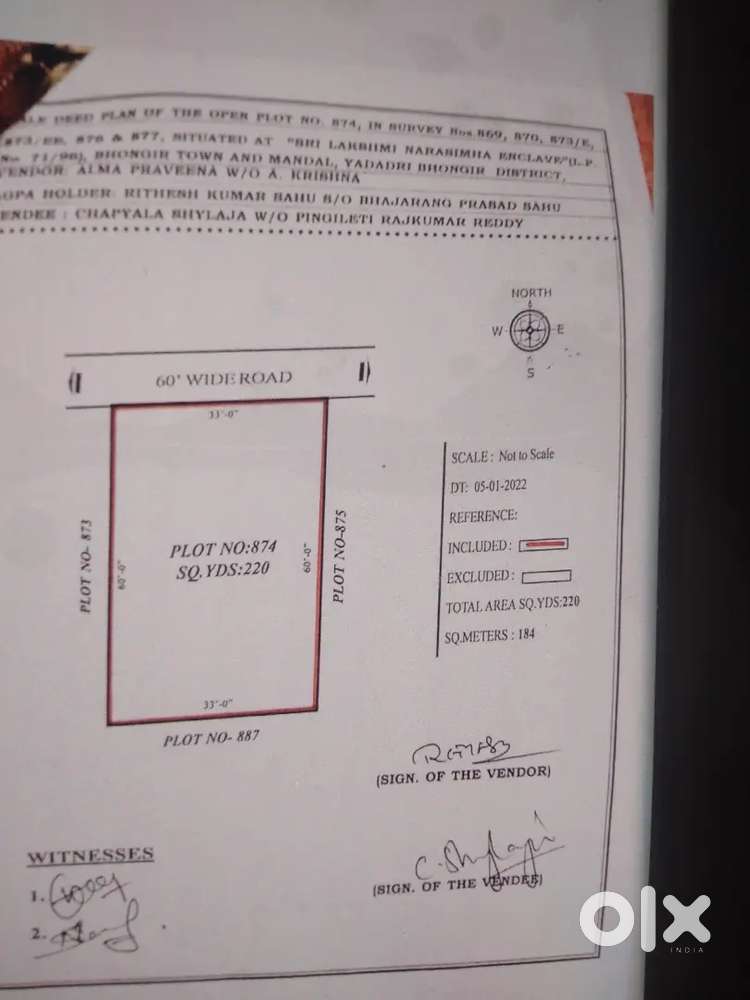 ALE DEED PLAN OF THE OPEN PLOT NO. 874, IN SURVEY Nos.869, 870, 873/E,
873/EE, 876 & 877, SITUATED AT "SRI LAKSHMI NARASIMHA ENCLAVE"(L.P.
No. 71/98), BHONGIR TOWN AND MANDAL, YADADRI BHONGIR DISTRICT,
VENDOR: ALMA PRAVEENA W/O A. KRISHNA
GPA HOLDER: RITHESH KUMAR SAHU S/O BHAJARANG PRASAD SAHU
ENDEE : CHAPYALA SHYLAJA W/O PINGILETI RAJKUMAR REDDY
NORTH
W E
S
60' WIDE ROAD
33'-0"
PLOT NO- 873
60'-0"
PLOT NO:874
SQ.YDS:220
60'-0"
PLOT NO-875
33'-0"
PLOT NO- 887
SCALE : Not to Scale
DT: 05-01-2022
REFERENCE:
INCLUDED :
EXCLUDED :
TOTAL AREA SQ.YDS:220
SQ.METERS : 184
(SIGN. OF THE VENDOR)
C. Shylaja
(SIGN. OF THE VENDEE)
WITNESSES
1.
2.
olx
INDIA